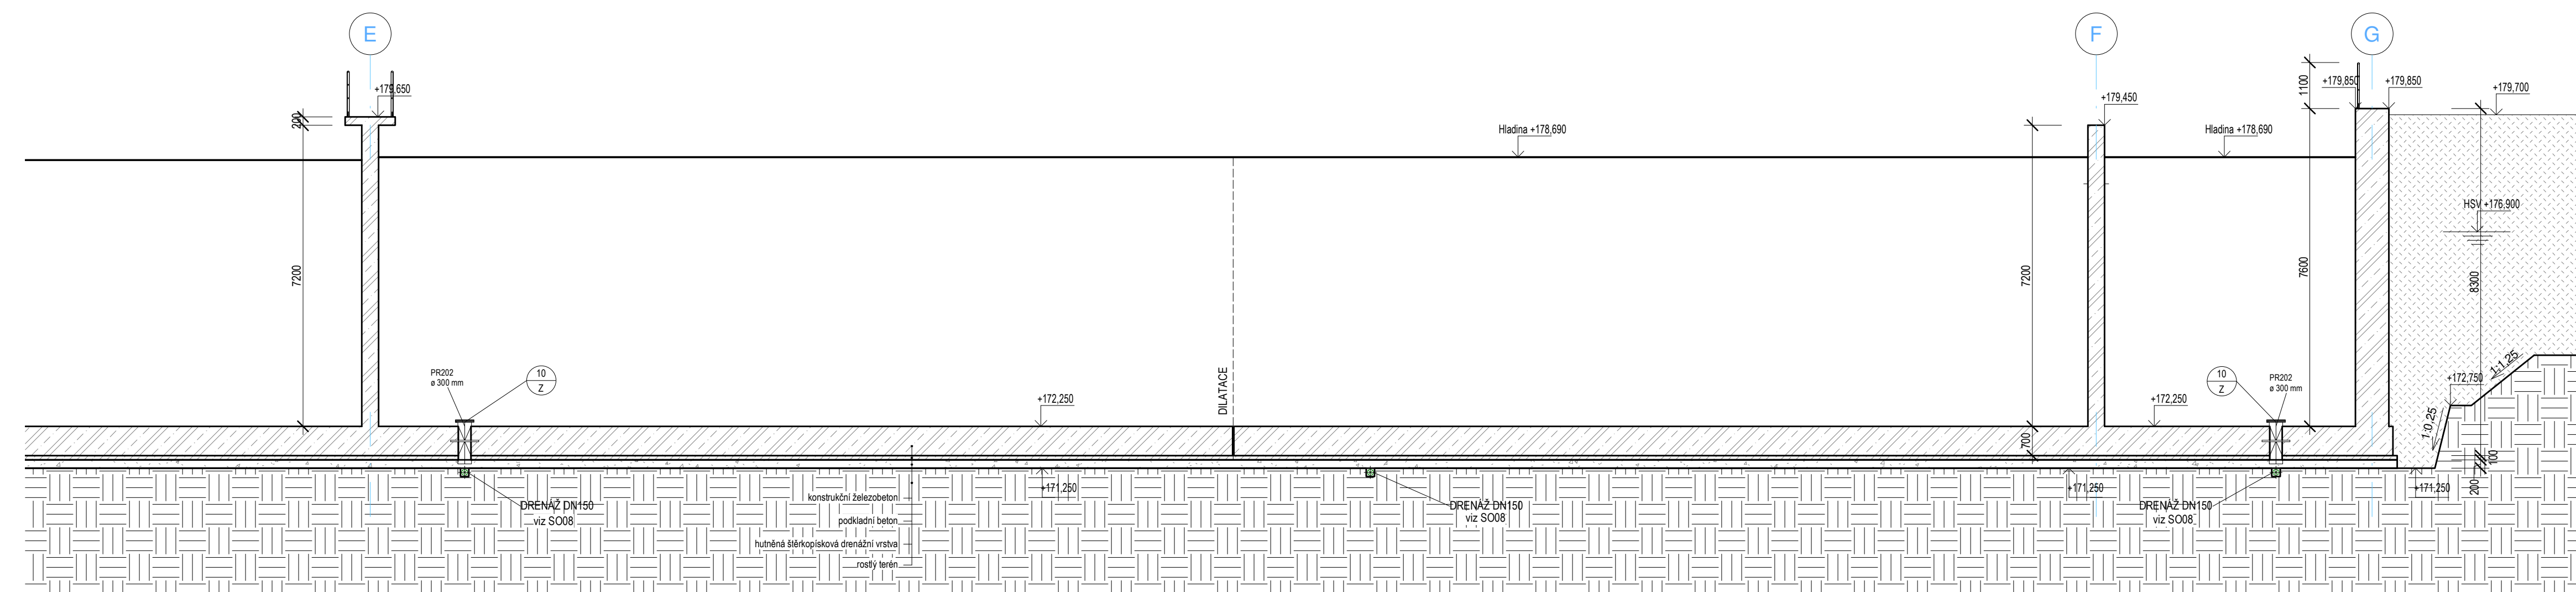 E
F
G
+179,650
200
7200
PR202
ø 300 mm
10
Z
DRENÁŽ DN150
viz SO08
konstrukční železobeton
podkladní beton
hutněná štěrkopísková drenážní vrstva
rostlý terén
+172,250
+171,250
DILATACE
Hladina +178,690
DRENÁŽ DN150
viz SO08
+179,450
7200
700
+171,250
Hladina +178,690
+172,250
10
Z
PR202
ø 300 mm
DRENÁŽ DN150
viz SO08
1100
7600
+179,850
+179,850
+179,700
HSV +176,900
8300
1:1,25
+172,750
1:0,25
100
200
+171,250